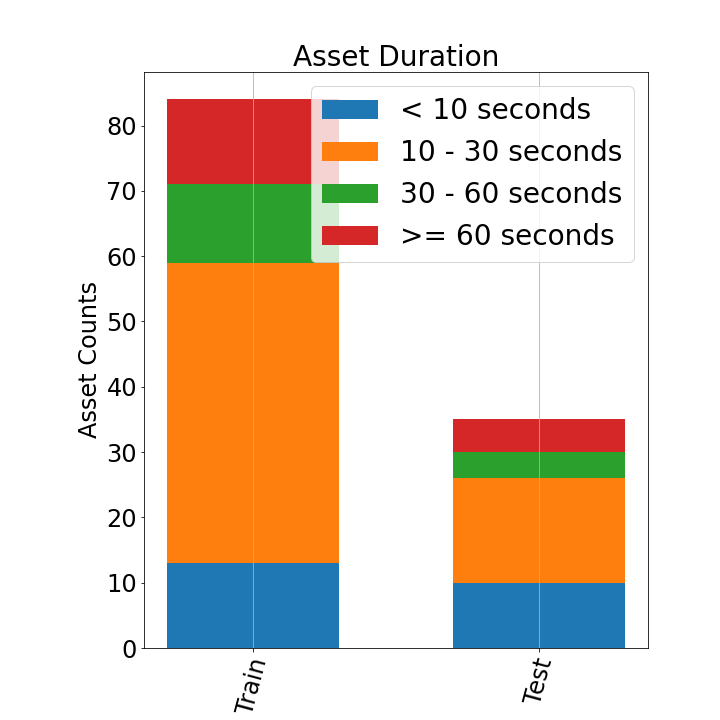 Asset Duration
< 10 seconds
10 - 30 seconds
30 - 60 seconds
>= 60 seconds
Asset Counts
80
70
60
50
40
30
20
10
0
Train
Test